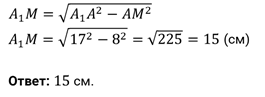 A₁M = √(A₁A² − AM²)
A₁M = √(17² − 8²) = √225 = 15 (см)
Ответ: 15 см.